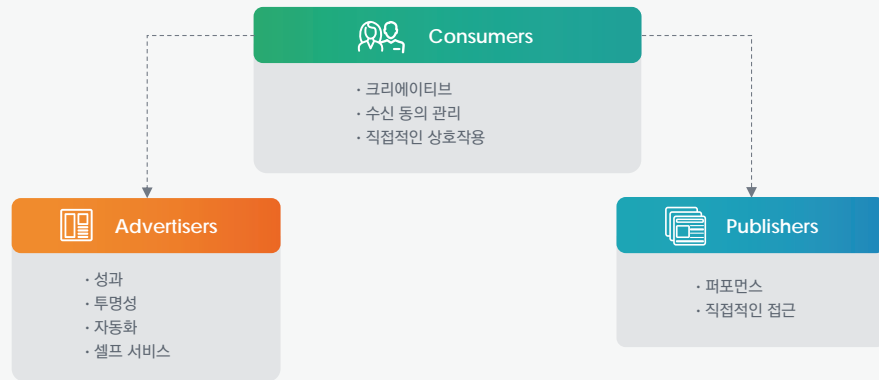 Consumers
· 크리에이티브
· 수신 동의 관리
· 직접적인 상호작용
Advertisers
· 성과
· 투명성
· 자동화
· 셀프 서비스
Publishers
· 퍼포먼스
· 직접적인 접근